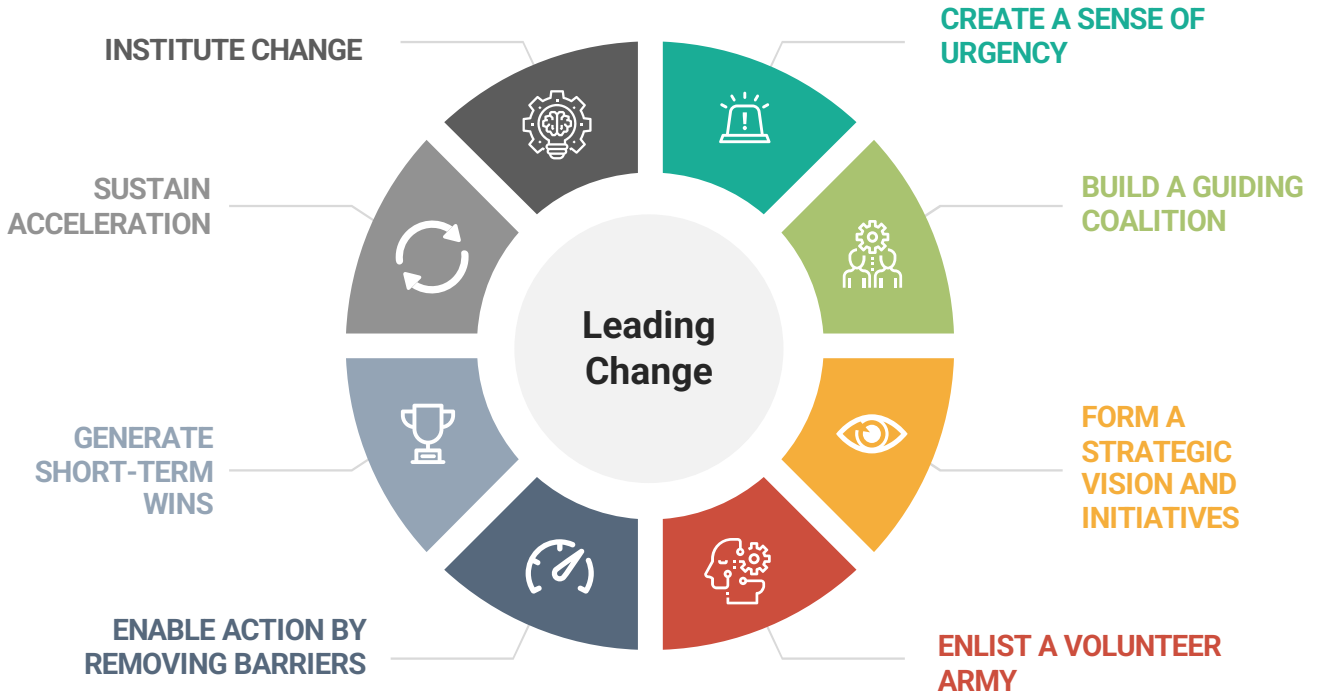 CREATE A SENSE OF
URGENCY
BUILD A GUIDING
COALITION
FORM A
STRATEGIC
VISION AND
INITIATIVES
ENLIST A VOLUNTEER
ARMY
ENABLE ACTION BY
REMOVING BARRIERS
GENERATE
SHORT-TERM
WINS
SUSTAIN
ACCELERATION
INSTITUTE CHANGE
Leading
Change